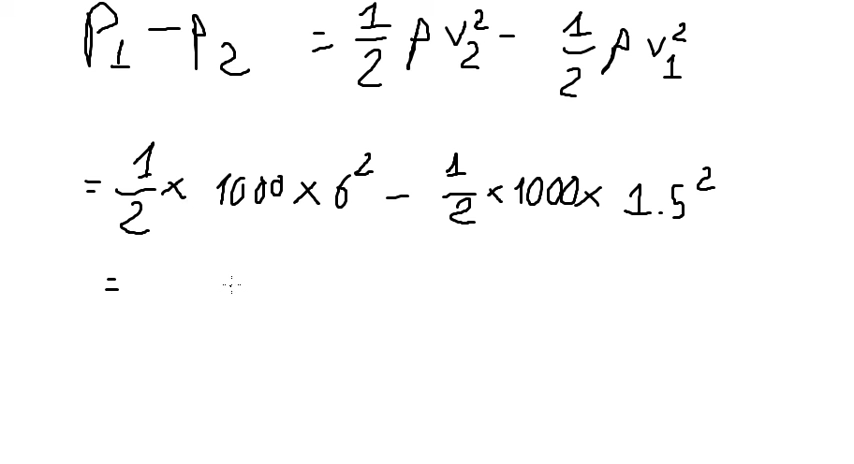 P₁ - P₂ = 1/2 ρ v₂² - 1/2 ρ v₁²
= 1/2 × 1000 × 6² - 1/2 × 1000 × 1.5²
=